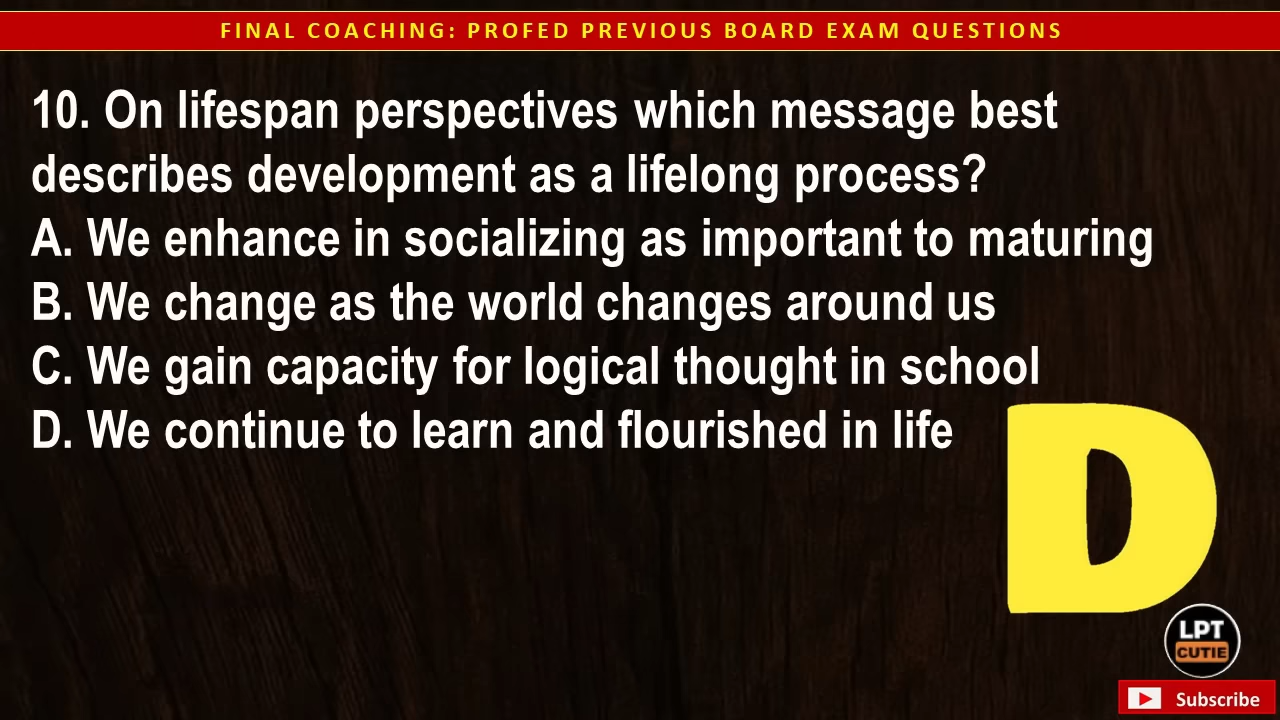 FINAL COACHING: PROFED PREVIOUS BOARD EXAM QUESTIONS
10. On lifespan perspectives which message best
describes development as a lifelong process?
A. We enhance in socializing as important to maturing
B. We change as the world changes around us
C. We gain capacity for logical thought in school
D. We continue to learn and flourished in life
D
LPT
CUTIE
Subscribe